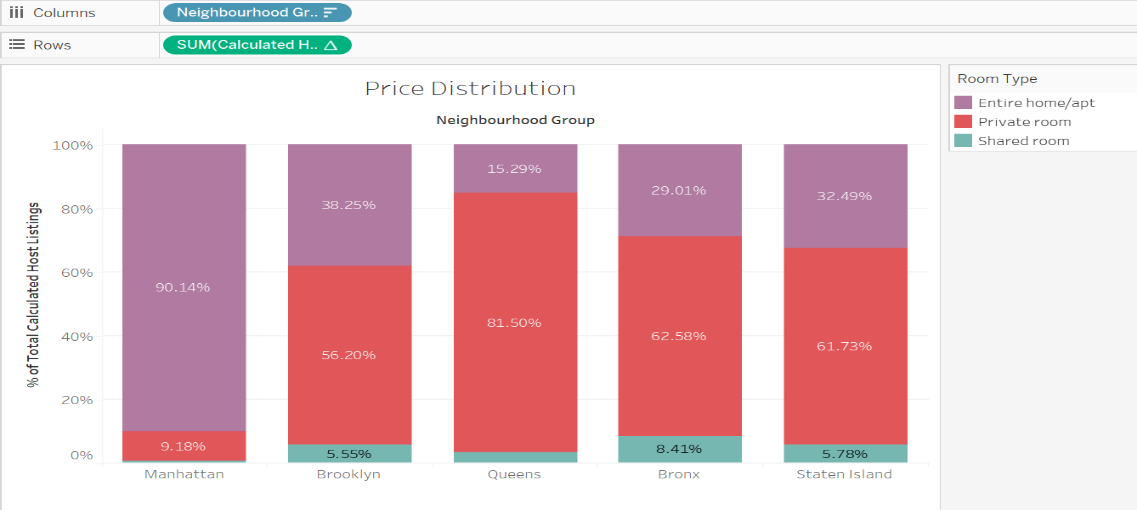 Columns
Neighbourhood Gr..
Rows
SUM(Calculated H.. △
Price Distribution
Neighbourhood Group
Room Type
Entire home/apt
Private room
Shared room
% of Total Calculated Host Listings
100%
80%
60%
40%
20%
0%
90.14%
9.18%
38.25%
56.20%
5.55%
15.29%
81.50%
29.01%
62.58%
8.41%
32.49%
61.73%
5.78%
Manhattan
Brooklyn
Queens
Bronx
Staten Island